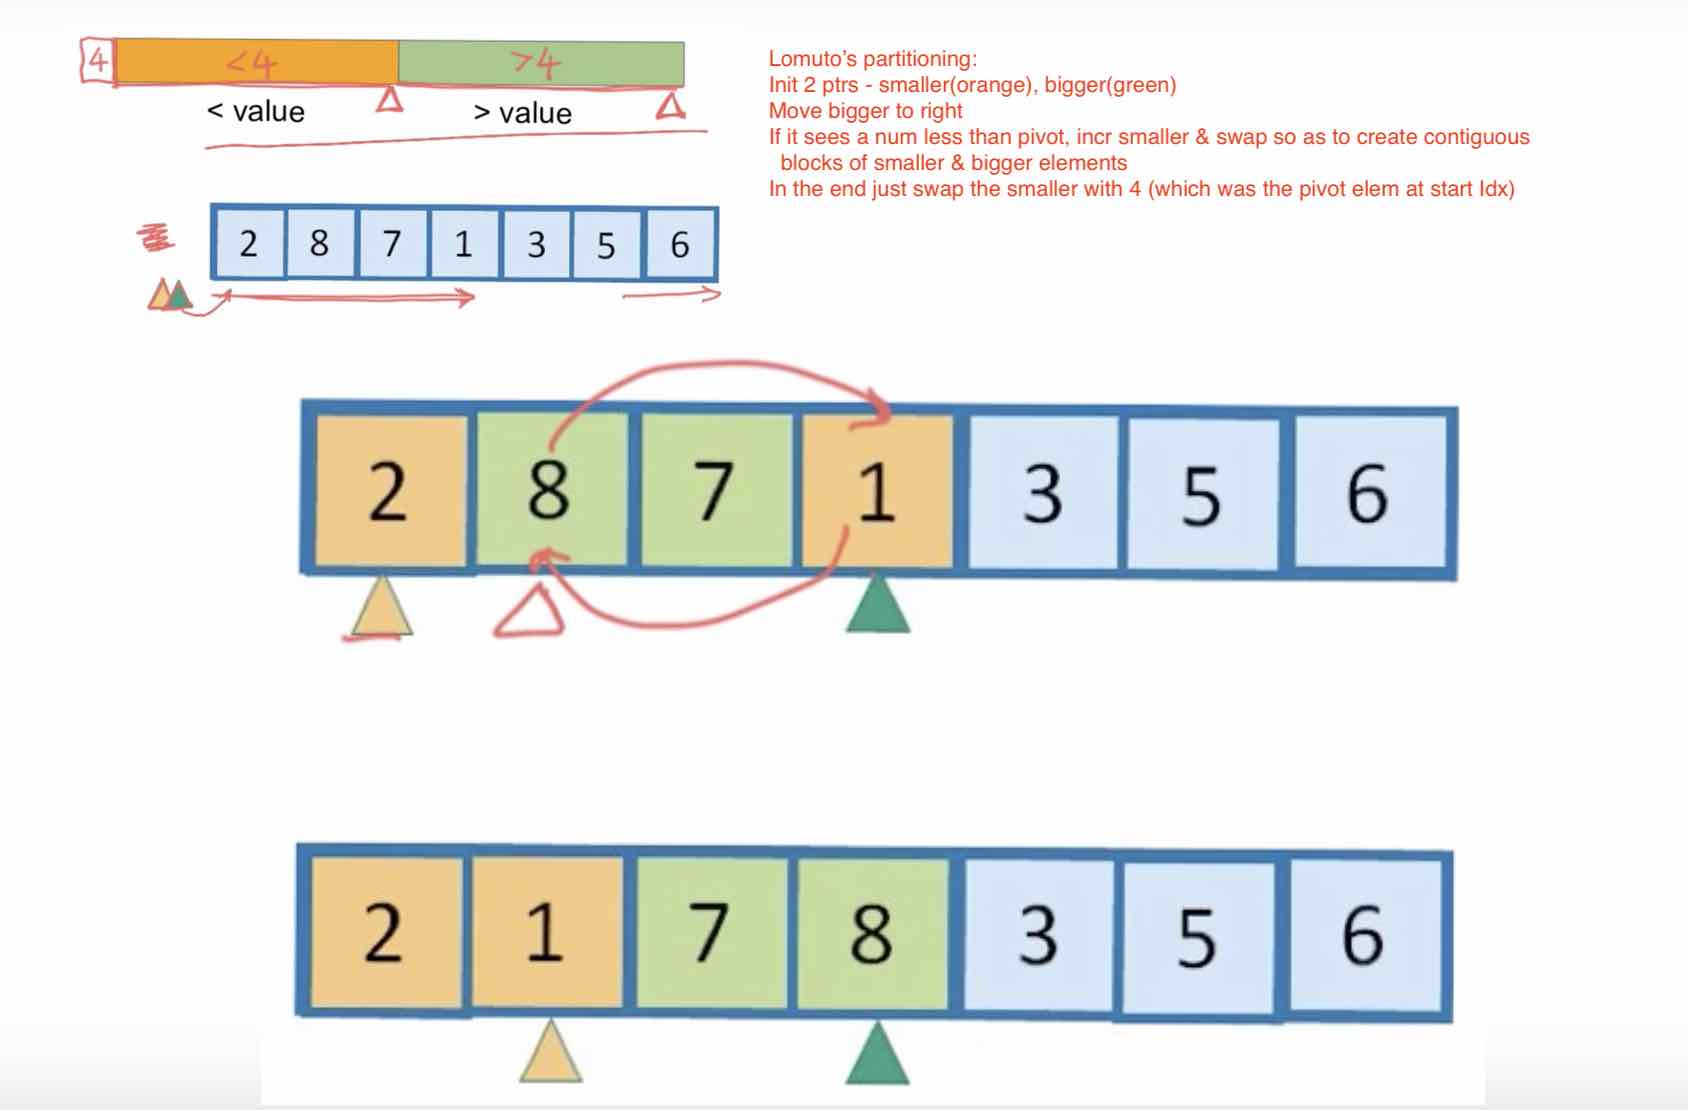 4 <4 >4
< value > value
Lomuto's partitioning:
Init 2 ptrs - smaller(orange), bigger(green)
Move bigger to right
If it sees a num less than pivot, incr smaller & swap so as to create contiguous
blocks of smaller & bigger elements
In the end just swap the smaller with 4 (which was the pivot elem at start Idx)
2 8 7 1 3 5 6
2 8 7 1 3 5 6
2 1 7 8 3 5 6